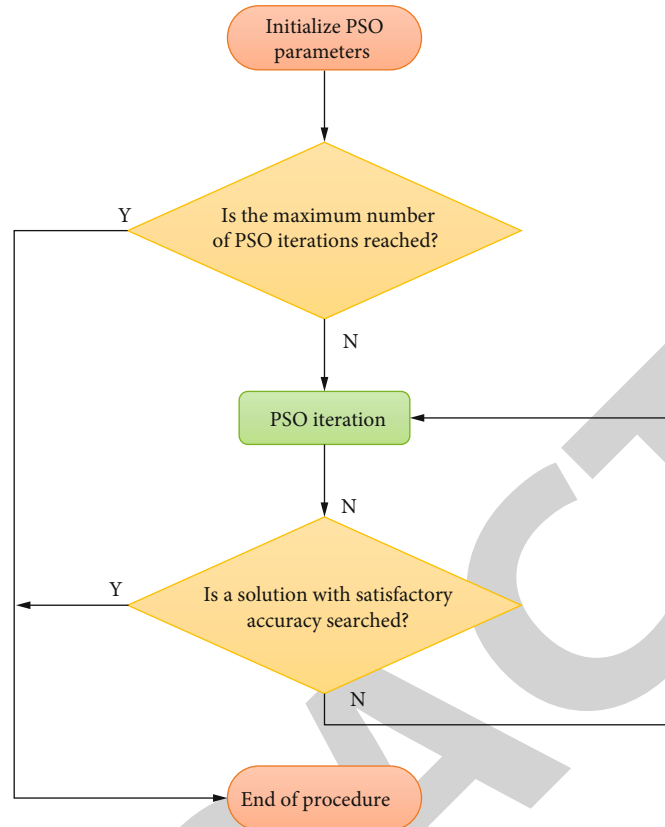 Initialize PSO
parameters
Y
Is the maximum number
of PSO iterations reached?
N
PSO iteration
N
Y
Is a solution with satisfactory
accuracy searched?
N
End of procedure